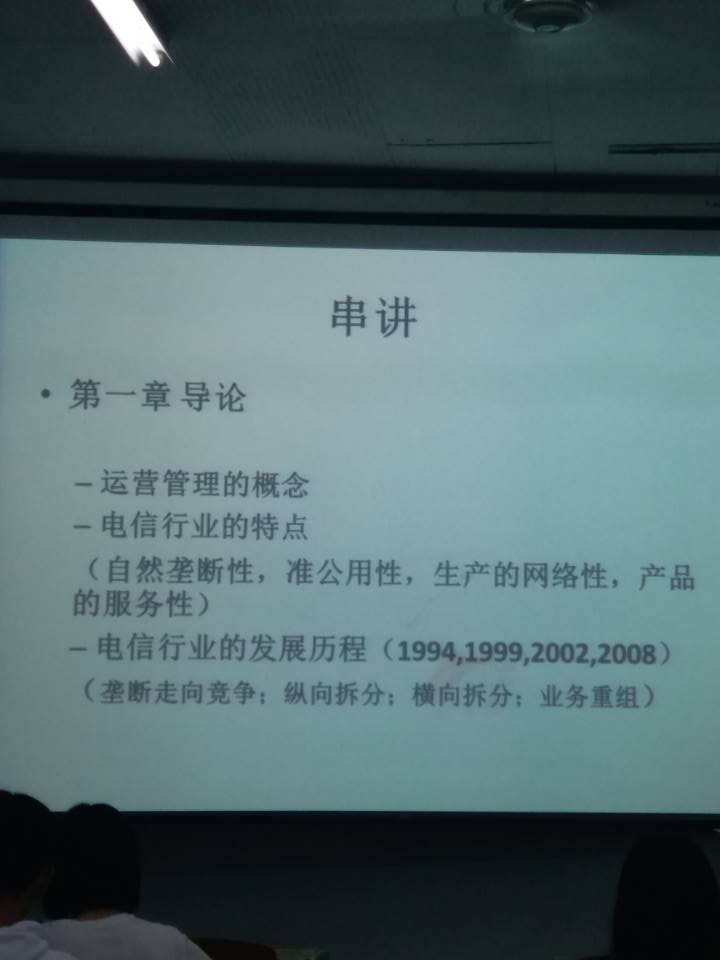 串讲
• 第一章 导论
– 运营管理的概念
– 电信行业的特点
（自然垄断性，准公用性，生产的网络性，产品
的服务性）
– 电信行业的发展历程（1994,1999,2002,2008）
（垄断走向竞争；纵向拆分；横向拆分；业务重组）